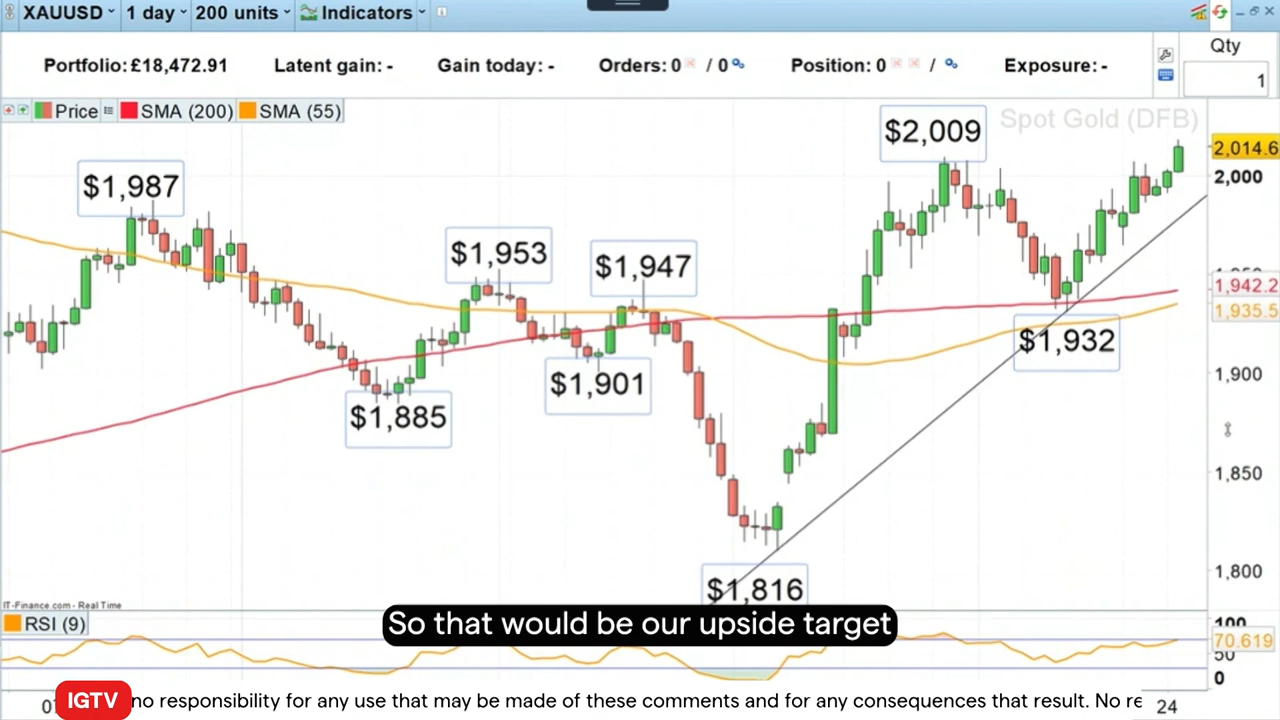 XAUUSD 1 day 200 units Indicators
Portfolio: £18,472.91 Latent gain: - Gain today: - Orders: 0 / 0 Position: 0 / Exposure: -
Qty
1
Price SMA (200) SMA (55)
Spot Gold (DFB)
$2,009
2,014.6
2,000
$1,987
$1,953
$1,947
1,942.2
1,935.5
$1,932
1,900
$1,901
$1,885
1,850
1,800
$1,816
IT-Finance.com - Real Time
So that would be our upside target
RSI (9)
100
70.619
50
0
IGTV no responsibility for any use that may be made of these comments and for any consequences that result. No re
24